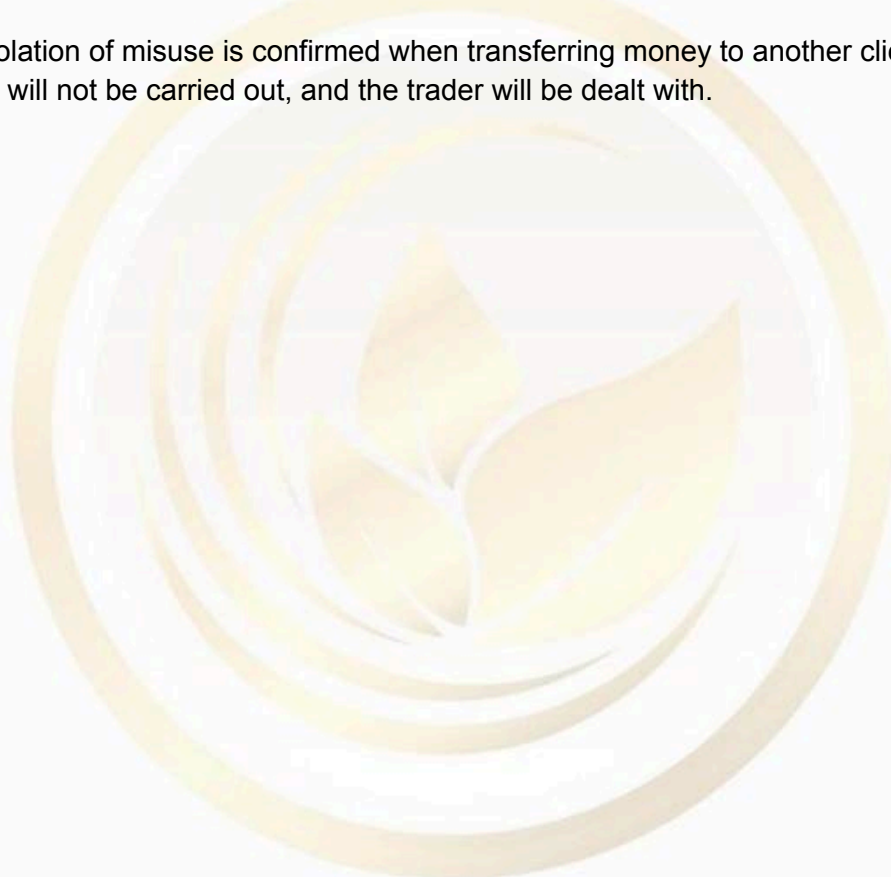 olation of misuse is confirmed when transferring money to another clie
will not be carried out, and the trader will be dealt with.